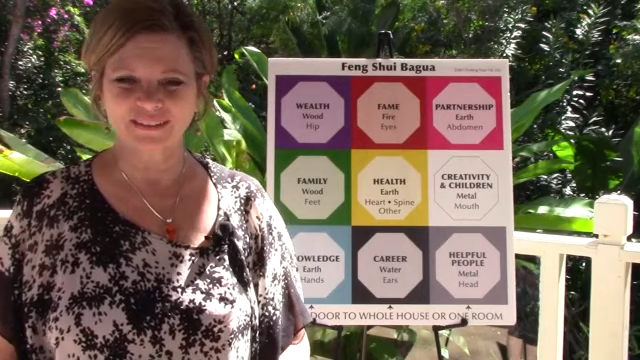 Feng Shui Bagua
WEALTH
Wood
Hip
FAME
Fire
Eyes
PARTNERSHIP
Earth
Abdomen
FAMILY
Wood
Feet
HEALTH
Earth
Heart • Spine
Other
CREATIVITY
& CHILDREN
Metal
Mouth
NOWLEDGE
Earth
Hands
CAREER
Water
Ears
HELPFUL
PEOPLE
Metal
Head
DOOR TO WHOLE HOUSE OR ONE ROOM